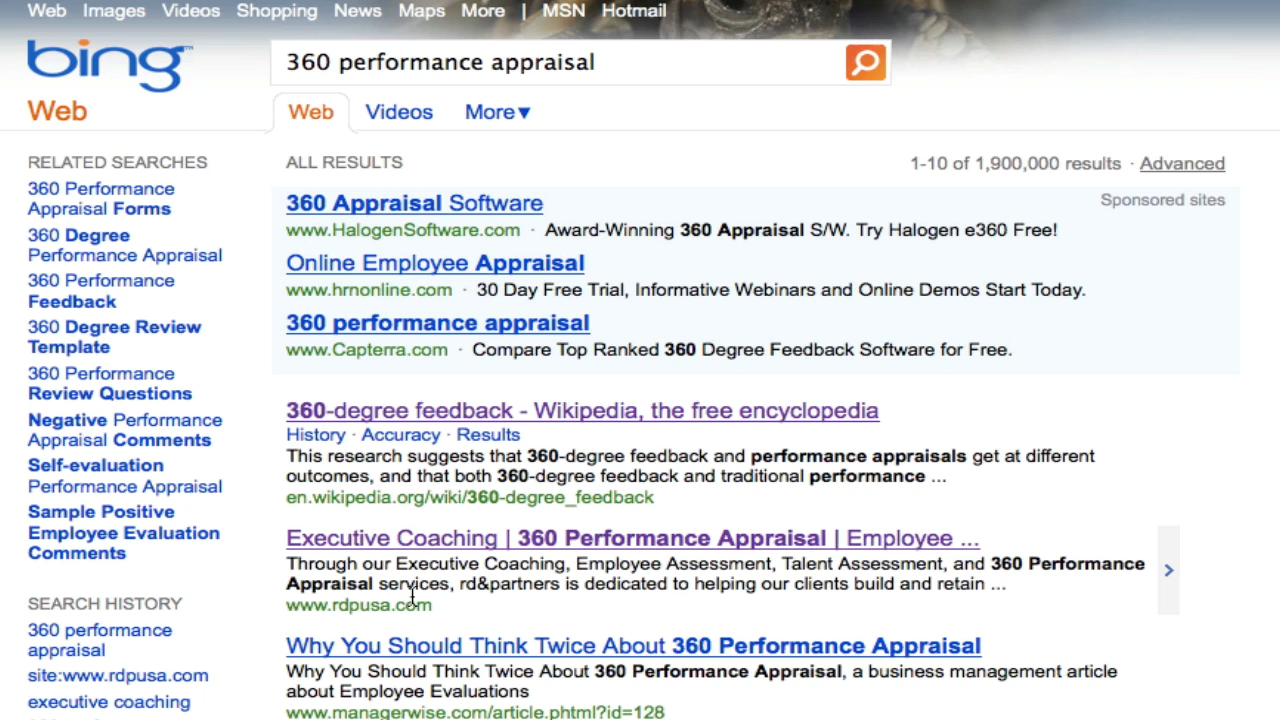 Web Images Videos Shopping News Maps More | MSN Hotmail
bing™
360 performance appraisal
Web
Web Videos More▼
RELATED SEARCHES
360 Performance
Appraisal Forms
360 Degree
Performance Appraisal
360 Performance
Feedback
360 Degree Review
Template
360 Performance
Review Questions
Negative Performance
Appraisal Comments
Self-evaluation
Performance Appraisal
Sample Positive
Employee Evaluation
Comments
SEARCH HISTORY
360 performance
appraisal
site:www.rdpusa.com
executive coaching
ALL RESULTS
1-10 of 1,900,000 results · Advanced
Sponsored sites
360 Appraisal Software
www.HalogenSoftware.com · Award-Winning 360 Appraisal S/W. Try Halogen e360 Free!
Online Employee Appraisal
www.hrnonline.com · 30 Day Free Trial, Informative Webinars and Online Demos Start Today.
360 performance appraisal
www.Capterra.com · Compare Top Ranked 360 Degree Feedback Software for Free.
360-degree feedback - Wikipedia, the free encyclopedia
History · Accuracy · Results
This research suggests that 360-degree feedback and performance appraisals get at different
outcomes, and that both 360-degree feedback and traditional performance ...
en.wikipedia.org/wiki/360-degree_feedback
Executive Coaching | 360 Performance Appraisal | Employee ...
Through our Executive Coaching, Employee Assessment, Talent Assessment, and 360 Performance
Appraisal services, rd&partners is dedicated to helping our clients build and retain ...
www.rdpusa.com
Why You Should Think Twice About 360 Performance Appraisal
Why You Should Think Twice About 360 Performance Appraisal, a business management article
about Employee Evaluations
www.managerwise.com/article.phtml?id=128